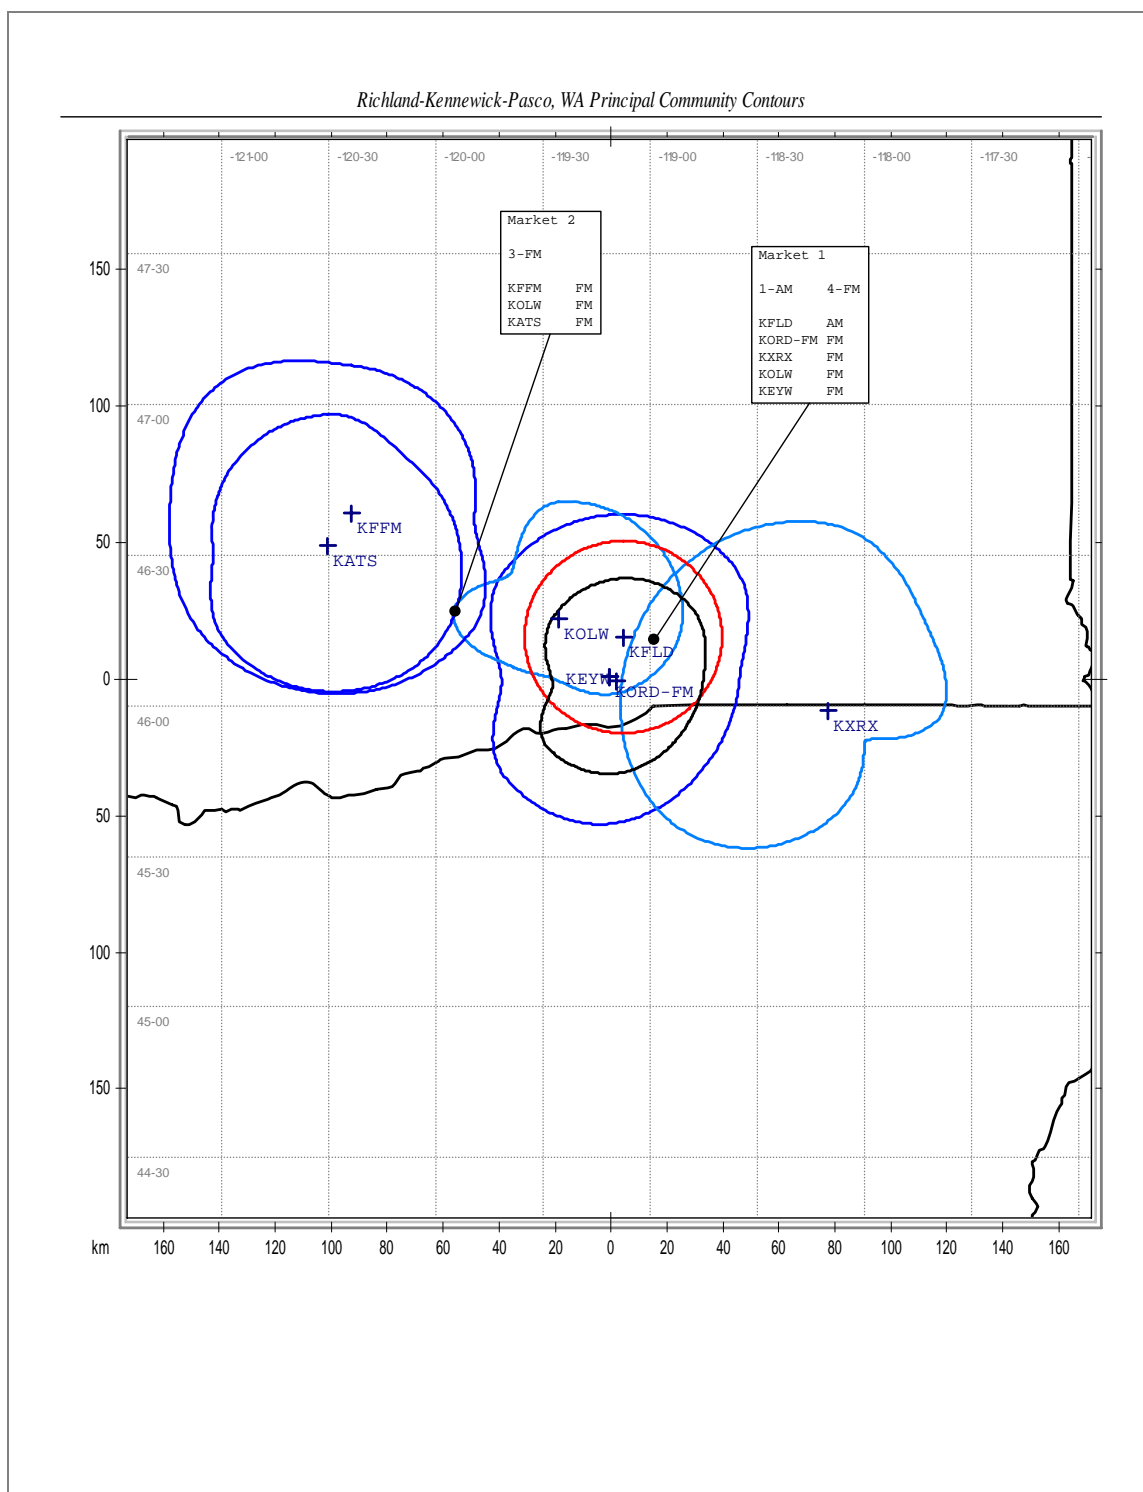 Richland-Kennewick-Pasco, WA Principal Community Contours
-121-00 -120-30 -120-00 -119-30 -119-00 -118-30 -118-00 -117-30
Market 2
3-FM
KFFM FM
KOLW FM
KATS FM
Market 1
1-AM 4-FM
KFLD AM
KORD-FM FM
KXRX FM
KOLW FM
KEYW FM
47-30
47-00
46-30
46-00
45-30
45-00
44-30
150
100
50
0
50
100
150
KFFM
KATS
KOLW
KFLD
KEYW
KORD-FM
KXRX
km 160 140 120 100 80 60 40 20 0 20 40 60 80 100 120 140 160